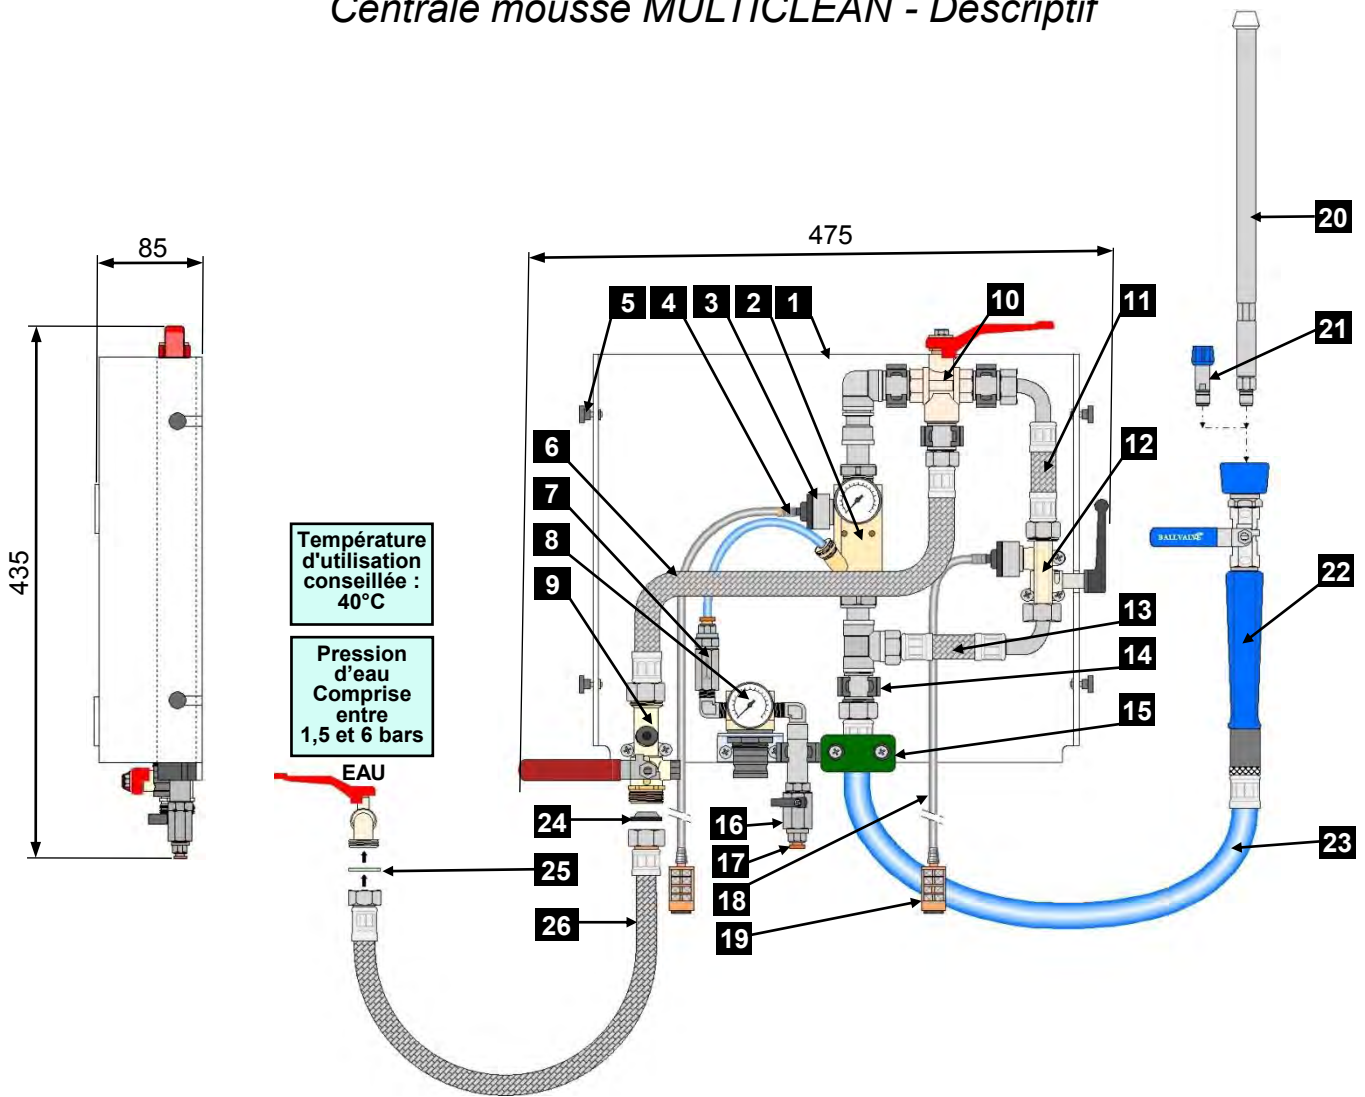 Centrale mousse MULTICLEAN - Descriptif
20
475
85
5 4 3 2 1
10
11
21
6
12
7
435
8
9
Température
d'utilisation
conseillée :
40°C
BALLVALVE
22
13
Pression
d'eau
Comprise
entre
1,5 et 6 bars
14
15
EAU
24
16
25
17
23
18
26
19